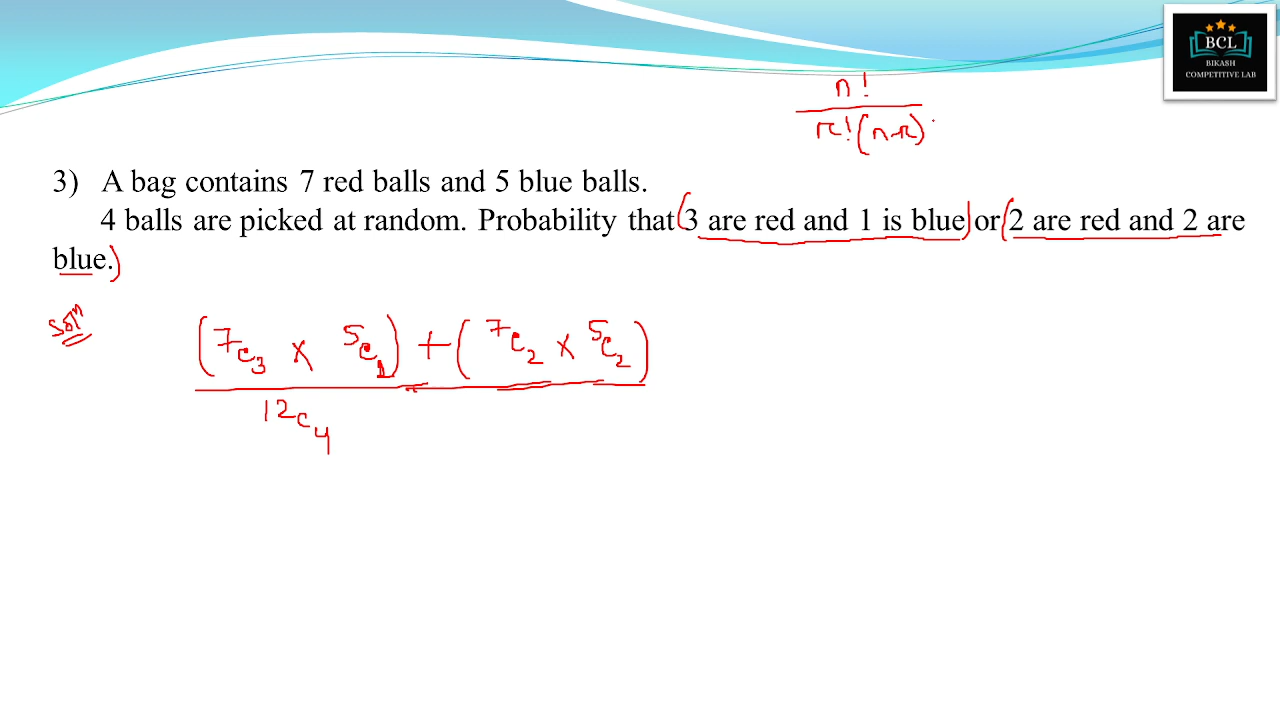 BCL
BIKASH
COMPETITIVE LAB
n!
r!(n-r)
3) A bag contains 7 red balls and 5 blue balls.
4 balls are picked at random. Probability that (3 are red and 1 is blue) or (2 are red and 2 are
blue.)
Solⁿ
(7c₃ × 5c₁) + (7c₂ × 5c₂)
12c₄